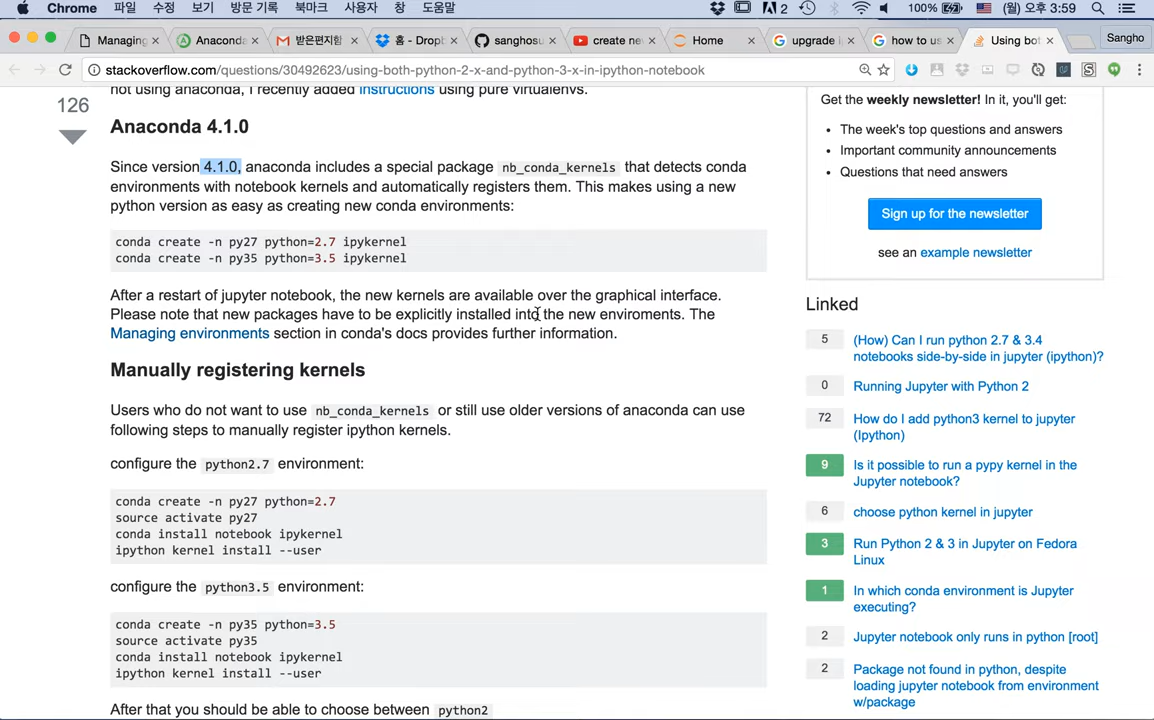 Chrome 파일 수정 보기 방문 기록 북마크 사용자 창 도움말 2 100% (월) 오후 3:59
Managing Anaconda 받은편지함 홈 - Dropb sanghosu create ne Home upgrade i how to us Using bot Sangho
stackoverflow.com/questions/30492623/using-both-python-2-x-and-python-3-x-in-ipython-notebook
not using anaconda, I recently added instructions using pure virtualenvs.
126
Anaconda 4.1.0
Since version 4.1.0, anaconda includes a special package nb_conda_kernels that detects conda
environments with notebook kernels and automatically registers them. This makes using a new
python version as easy as creating new conda environments:
conda create -n py27 python=2.7 ipykernel
conda create -n py35 python=3.5 ipykernel
After a restart of jupyter notebook, the new kernels are available over the graphical interface.
Please note that new packages have to be explicitly installed into the new enviroments. The
Managing environments section in conda's docs provides further information.
Manually registering kernels
Users who do not want to use nb_conda_kernels or still use older versions of anaconda can use
following steps to manually register ipython kernels.
configure the python2.7 environment:
conda create -n py27 python=2.7
source activate py27
conda install notebook ipykernel
ipython kernel install --user
configure the python3.5 environment:
conda create -n py35 python=3.5
source activate py35
conda install notebook ipykernel
ipython kernel install --user
After that you should be able to choose between python2
Get the weekly newsletter! In it, you'll get:
• The week's top questions and answers
• Important community announcements
• Questions that need answers
Sign up for the newsletter
see an example newsletter
Linked
5 (How) Can I run python 2.7 & 3.4
notebooks side-by-side in jupyter (ipython)?
0 Running Jupyter with Python 2
72 How do I add python3 kernel to jupyter
(Ipython)
9 Is it possible to run a pypy kernel in the
Jupyter notebook?
6 choose python kernel in jupyter
3 Run Python 2 & 3 in Jupyter on Fedora
Linux
1 In which conda environment is Jupyter
executing?
2 Jupyter notebook only runs in python [root]
2 Package not found in python, despite
loading jupyter notebook from environment
w/package